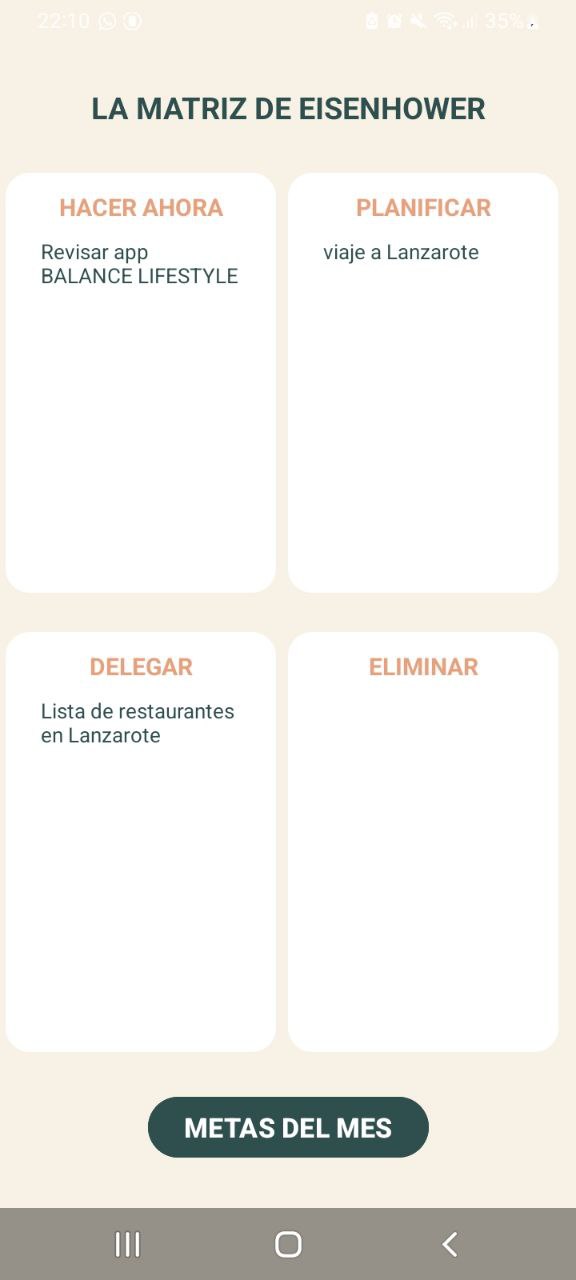 22:10
35%
LA MATRIZ DE EISENHOWER
HACER AHORA
Revisar app
BALANCE LIFESTYLE
PLANIFICAR
viaje a Lanzarote
DELEGAR
Lista de restaurantes
en Lanzarote
ELIMINAR
METAS DEL MES